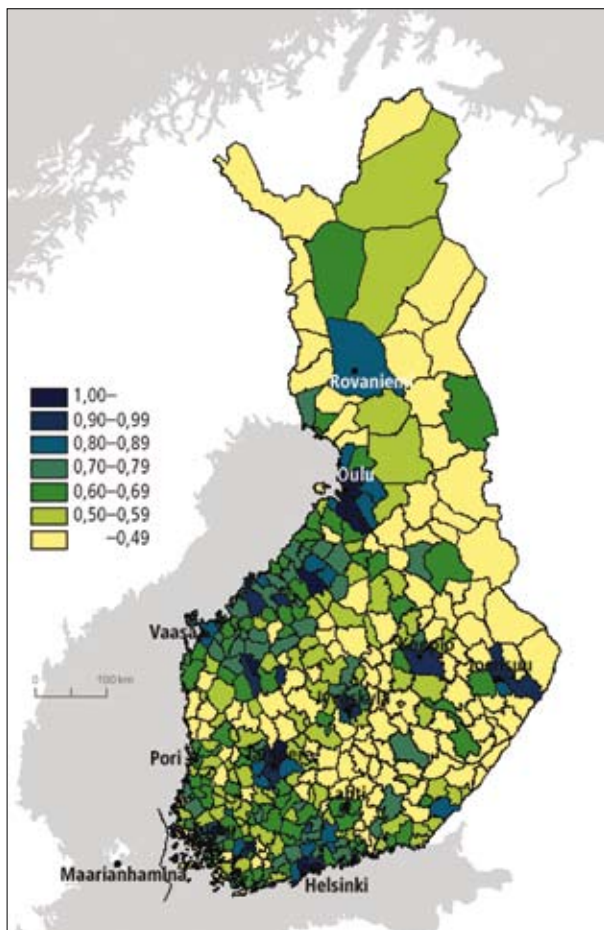 Rovaniemi
1,00–
0,90–0,99
0,80–0,89
0,70–0,79
0,60–0,69
0,50–0,59
–0,49
Oulu
Vaasa
0 100 km
Pori
Lahti
Maarianhamina
Helsinki